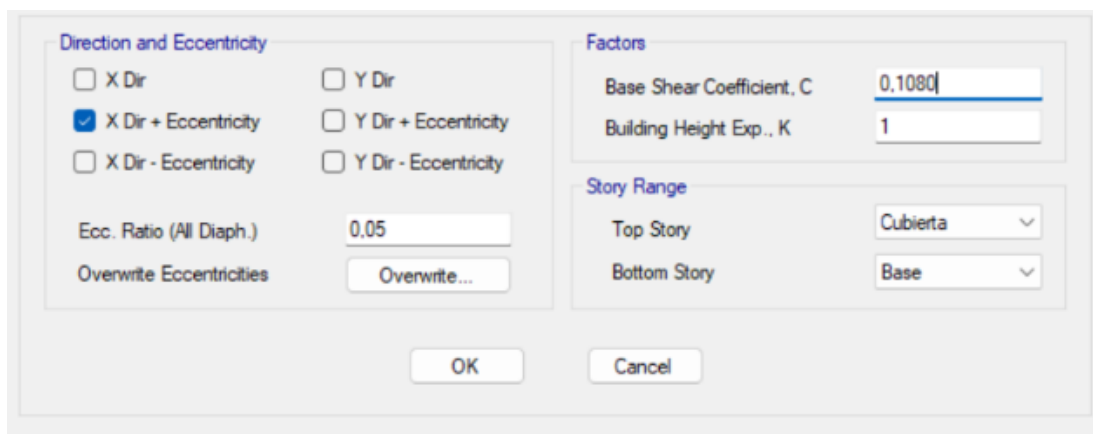 Direction and Eccentricity
X Dir
Y Dir
X Dir + Eccentricity
Y Dir + Eccentricity
X Dir - Eccentricity
Y Dir - Eccentricity
Ecc. Ratio (All Diaph.)
0,05
Overwrite Eccentricities
Overwrite...
Factors
Base Shear Coefficient, C
0,1080
Building Height Exp., K
1
Story Range
Top Story
Cubierta
Bottom Story
Base
OK
Cancel